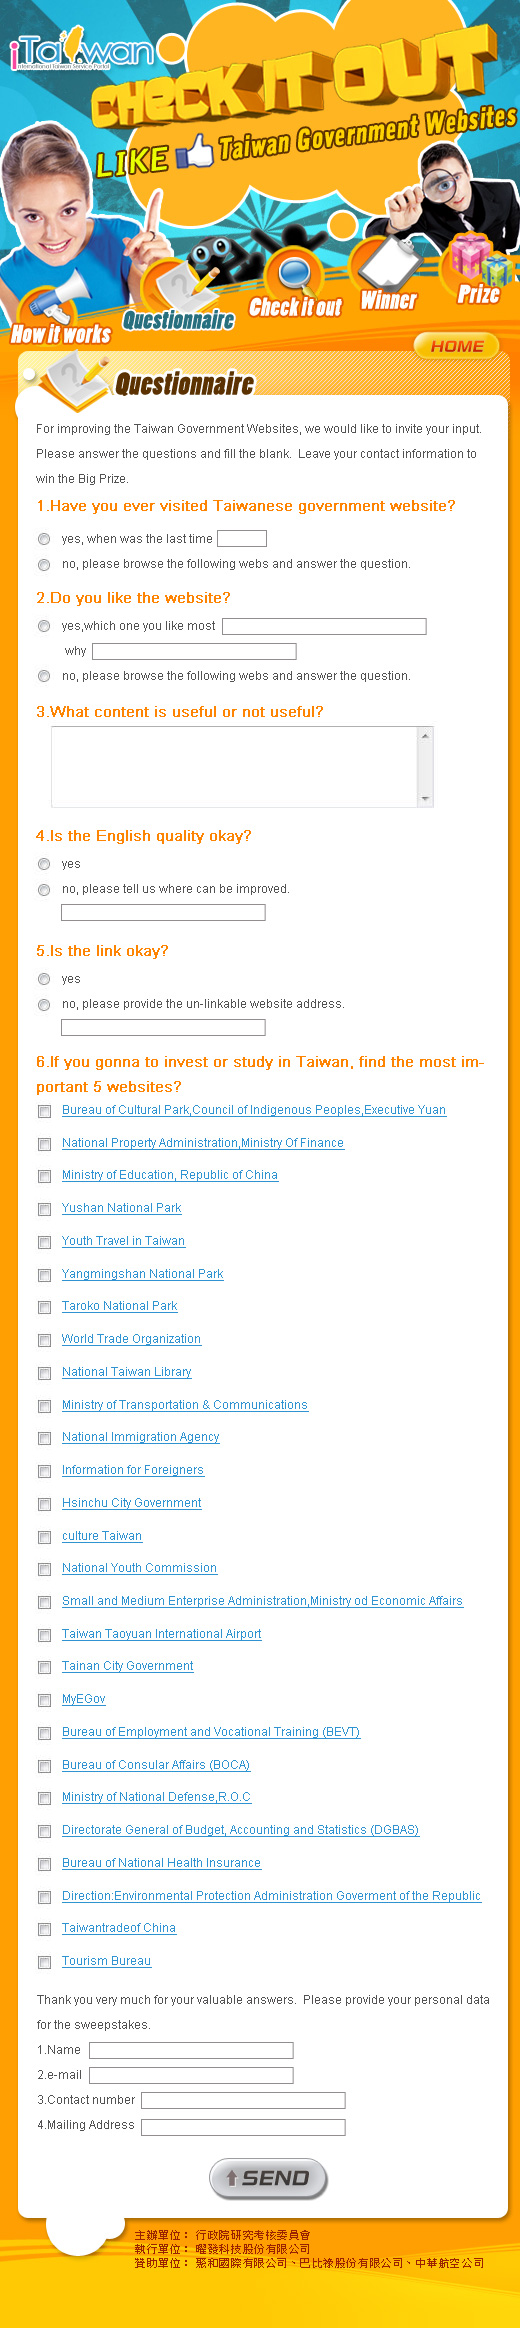 iTaiwan
International Taiwan Service Portal
CHECK IT OUT
LIKE Taiwan Government Websites
How it works
Questionnaire
Check it out
Winner
Prize
HOME
Questionnaire
For improving the Taiwan Government Websites, we would like to invite your input.
Please answer the questions and fill the blank. Leave your contact information to
win the Big Prize.
1.Have you ever visited Taiwanese government website?
yes, when was the last time
no, please browse the following webs and answer the question.
2.Do you like the website?
yes,which one you like most
why
no, please browse the following webs and answer the question.
3.What content is useful or not useful?
4.Is the English quality okay?
yes
no, please tell us where can be improved.
5.Is the link okay?
yes
no, please provide the un-linkable website address.
6.If you gonna to invest or study in Taiwan, find the most im-
portant 5 websites?
Bureau of Cultural Park,Council of Indigenous Peoples,Executive Yuan
National Property Administration,Ministry Of Finance
Ministry of Education, Republic of China
Yushan National Park
Youth Travel in Taiwan
Yangmingshan National Park
Taroko National Park
World Trade Organization
National Taiwan Library
Ministry of Transportation & Communications
National Immigration Agency
Information for Foreigners
Hsinchu City Government
culture Taiwan
National Youth Commission
Small and Medium Enterprise Administration,Ministry od Economic Affairs
Taiwan Taoyuan International Airport
Tainan City Government
MyEGov
Bureau of Employment and Vocational Training (BEVT)
Bureau of Consular Affairs (BOCA)
Ministry of National Defense,R.O.C
Directorate General of Budget, Accounting and Statistics (DGBAS)
Bureau of National Health Insurance
Direction:Environmental Protection Administration Goverment of the Republic
Taiwantradeof China
Tourism Bureau
Thank you very much for your valuable answers. Please provide your personal data
for the sweepstakes.
1.Name
2.e-mail
3.Contact number
4.Mailing Address
SEND
主辦單位： 行政院研究考核委員會
執行單位： 曜發科技股份有限公司
贊助單位： 聚和國際有限公司、巴比祿股份有限公司、中華航空公司